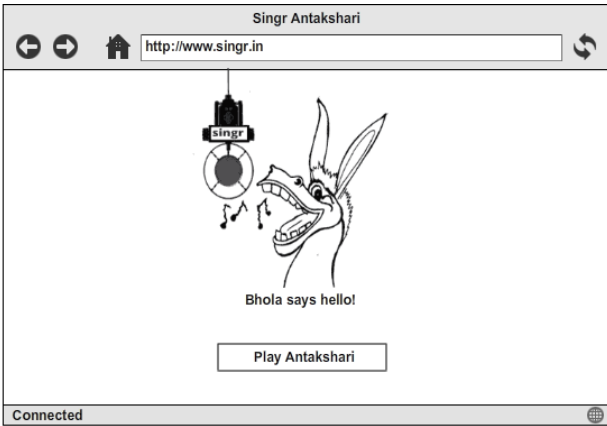 Singr Antakshari
http://www.singr.in
singr
Bhola says hello!
Play Antakshari
Connected